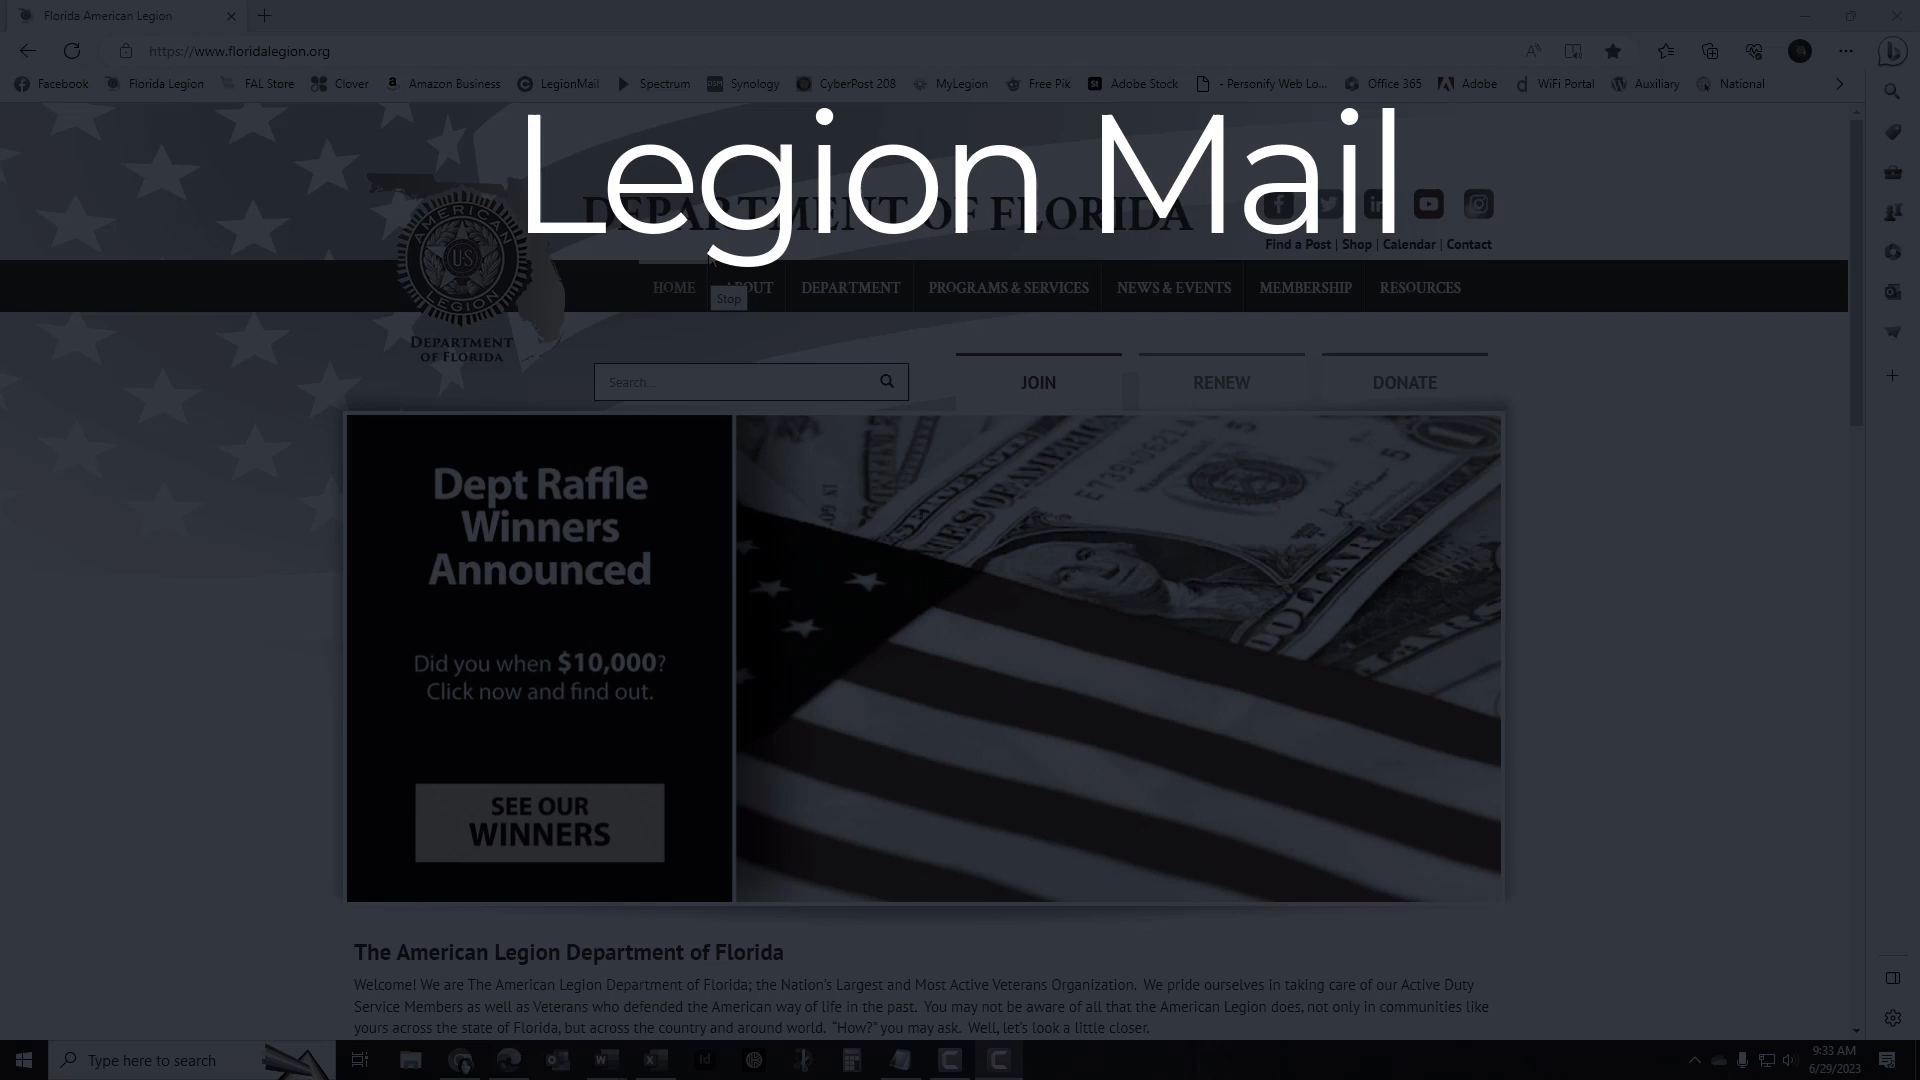 Florida American Legion
https://www.floridalegion.org
Facebook Florida Legion FAL Store Clover Amazon Business LegionMail Spectrum Synology CyberPost 208 MyLegion Free Pik Adobe Stock - Personify Web Lo... Office 365 Adobe WiFi Portal Auxiliary National
Legion Mail
DEPARTMENT OF FLORIDA
Find a Post | Shop | Calendar | Contact
AMERICAN LEGION
US
HOME ABOUT DEPARTMENT PROGRAMS & SERVICES NEWS & EVENTS MEMBERSHIP RESOURCES
Stop
DEPARTMENT
OF FLORIDA
Search...
JOIN RENEW DONATE
Dept Raffle
Winners
Announced
Did you when $10,000?
Click now and find out.
SEE OUR
WINNERS
The American Legion Department of Florida
Welcome! We are The American Legion Department of Florida; the Nation's Largest and Most Active Veterans Organization. We pride ourselves in taking care of our Active Duty
Service Members as well as Veterans who defended the American way of life in the past. You may not be aware of all that the American Legion does, not only in communities like
yours across the state of Florida, but across the country and around world. “How?” you may ask. Well, let's look a little closer.
Type here to search
9:33 AM
6/29/2023